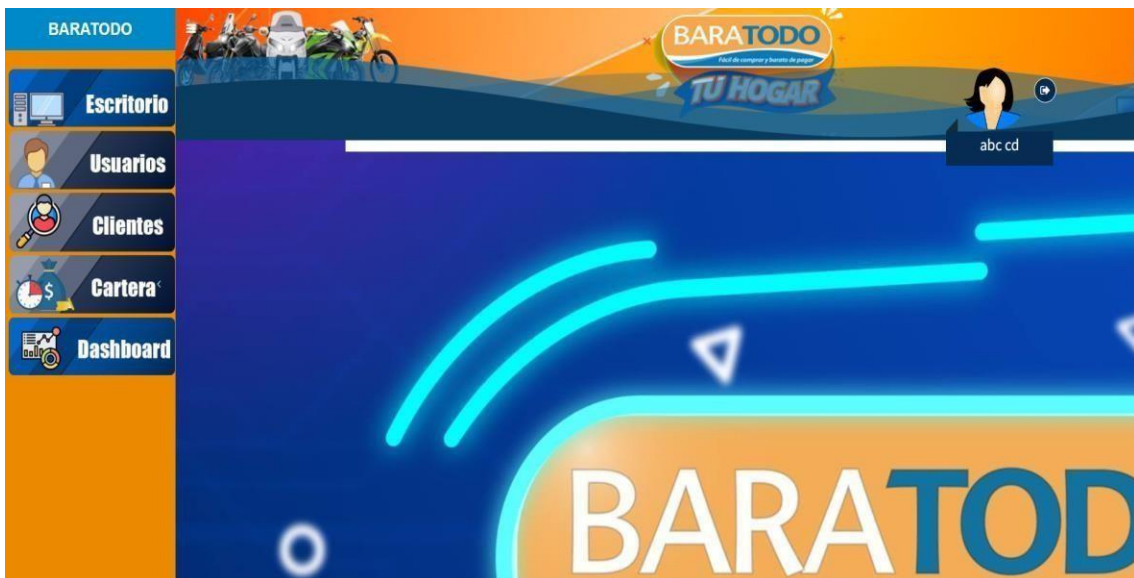 BARATODO
BARATODO
Fácil de comprar y barato de pagar
TU HOGAR
abc cd
Escritorio
Usuarios
Clientes
Cartera
Dashboard
BARATOD